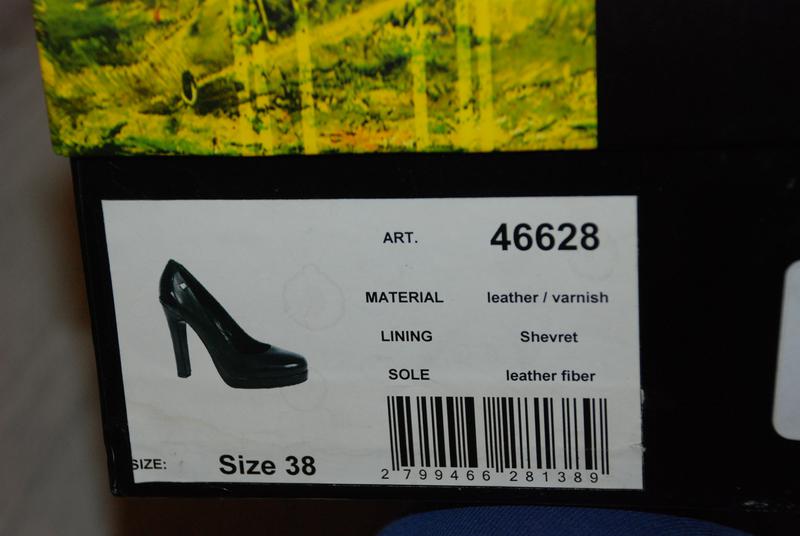 ART. 46628
MATERIAL leather / varnish
LINING Shevret
SOLE leather fiber
SIZE: Size 38
2 799466 281389